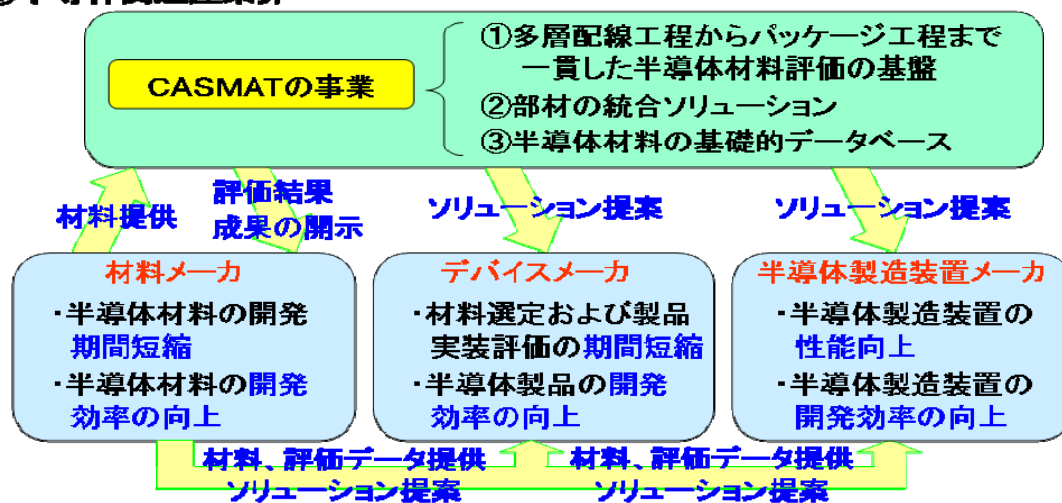 ①多層配線工程からパッケージ工程まで
一貫した半導体材料評価の基盤
CASMATの事業
②部材の統合ソリューション
③半導体材料の基礎的データベース
材料提供
評価結果
成果の開示
ソリューション提案
ソリューション提案
材料メーカ
・半導体材料の開発
期間短縮
・半導体材料の開発
効率の向上
デバイスメーカ
・材料選定および製品
実装評価の期間短縮
・半導体製品の開発
効率の向上
半導体製造装置メーカ
・半導体製造装置の
性能向上
・半導体製造装置の
開発効率の向上
材料、評価データ提供
ソリューション提案
材料、評価データ提供
ソリューション提案